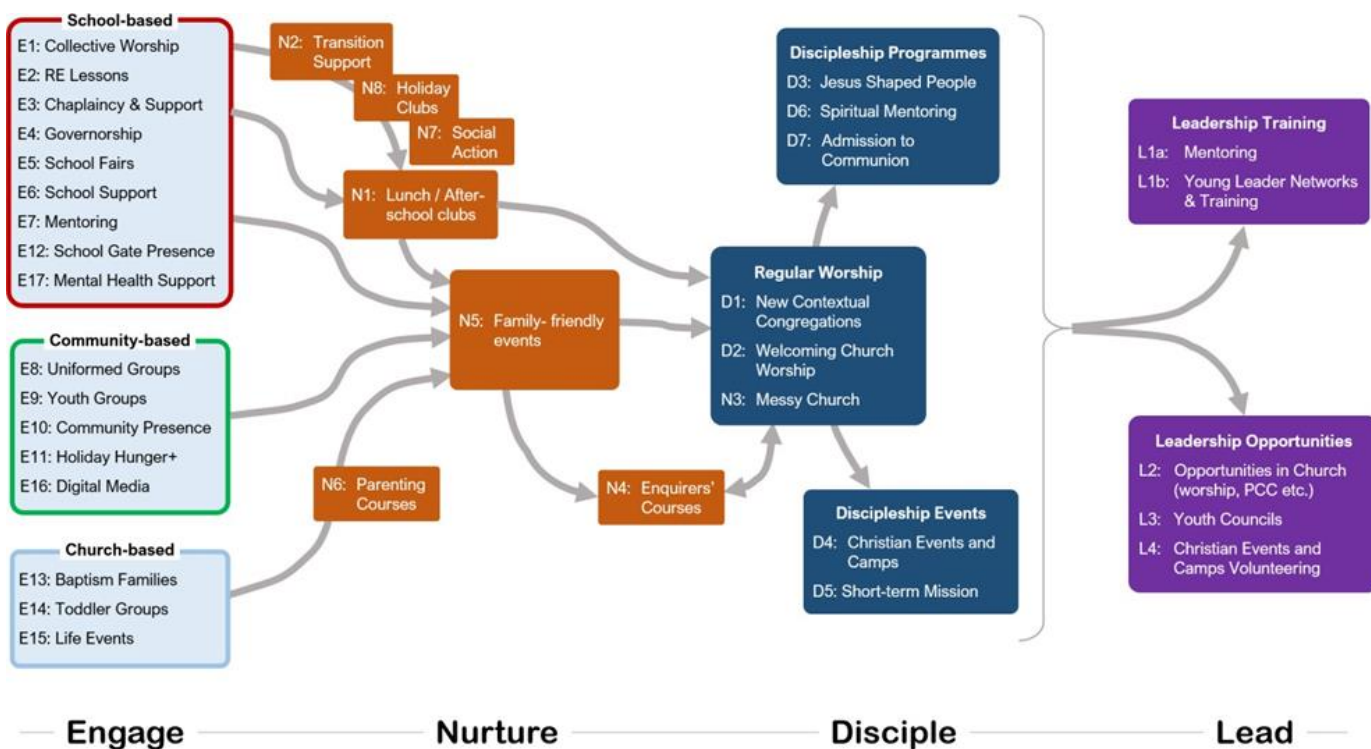 School-based
E1: Collective Worship
E2: RE Lessons
E3: Chaplaincy & Support
E4: Governorship
E5: School Fairs
E6: School Support
E7: Mentoring
E12: School Gate Presence
E17: Mental Health Support
Community-based
E8: Uniformed Groups
E9: Youth Groups
E10: Community Presence
E11: Holiday Hunger+
E16: Digital Media
Church-based
E13: Baptism Families
E14: Toddler Groups
E15: Life Events
N2: Transition
Support
N8: Holiday
Clubs
N7: Social
Action
N1: Lunch / After-
school clubs
N5: Family- friendly
events
N6: Parenting
Courses
N4: Enquirers'
Courses
Discipleship Programmes
D3: Jesus Shaped People
D6: Spiritual Mentoring
D7: Admission to
Communion
Regular Worship
D1: New Contextual
Congregations
D2: Welcoming Church
Worship
N3: Messy Church
Discipleship Events
D4: Christian Events and
Camps
D5: Short-term Mission
Leadership Training
L1a: Mentoring
L1b: Young Leader Networks
& Training
Leadership Opportunities
L2: Opportunities in Church
(worship, PCC etc.)
L3: Youth Councils
L4: Christian Events and
Camps Volunteering
Engage
Nurture
Disciple
Lead